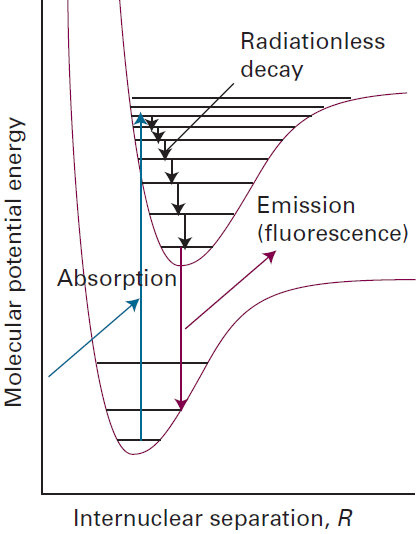 Radiationless
decay
Emission
(fluorescence)
Absorption
Molecular potential energy
Internuclear separation, R